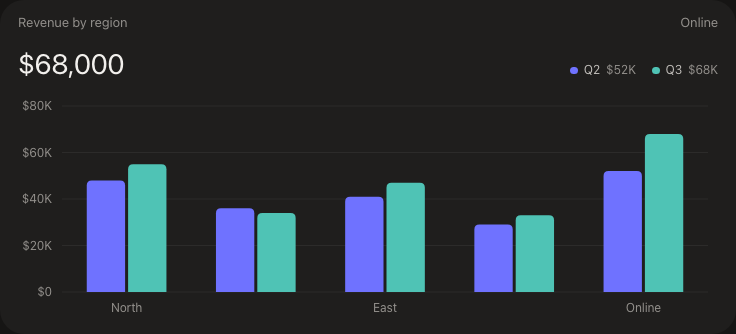 Revenue by region
Online
$68,000
Q2 $52K
Q3 $68K
$80K
$60K
$40K
$20K
$0
North
East
Online